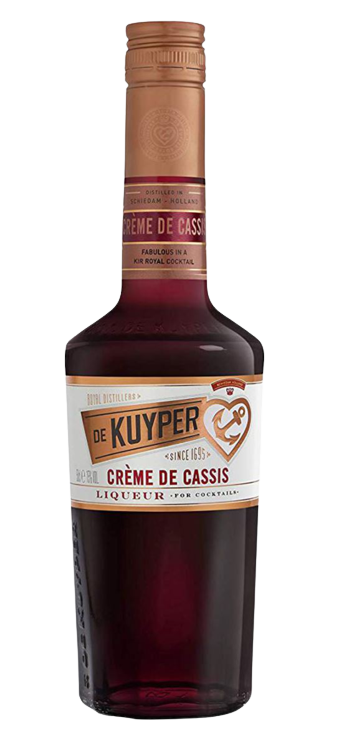 DISTILLED IN
SCHIEDAM - HOLLAND
CRÈME DE CASSIS
FABULOUS IN A
KIR ROYAL COCKTAIL
ROYAL DISTILLERS
DE KUYPER
SINCE 1695
CRÈME DE CASSIS
LIQUEUR -FOR COCKTAILS-